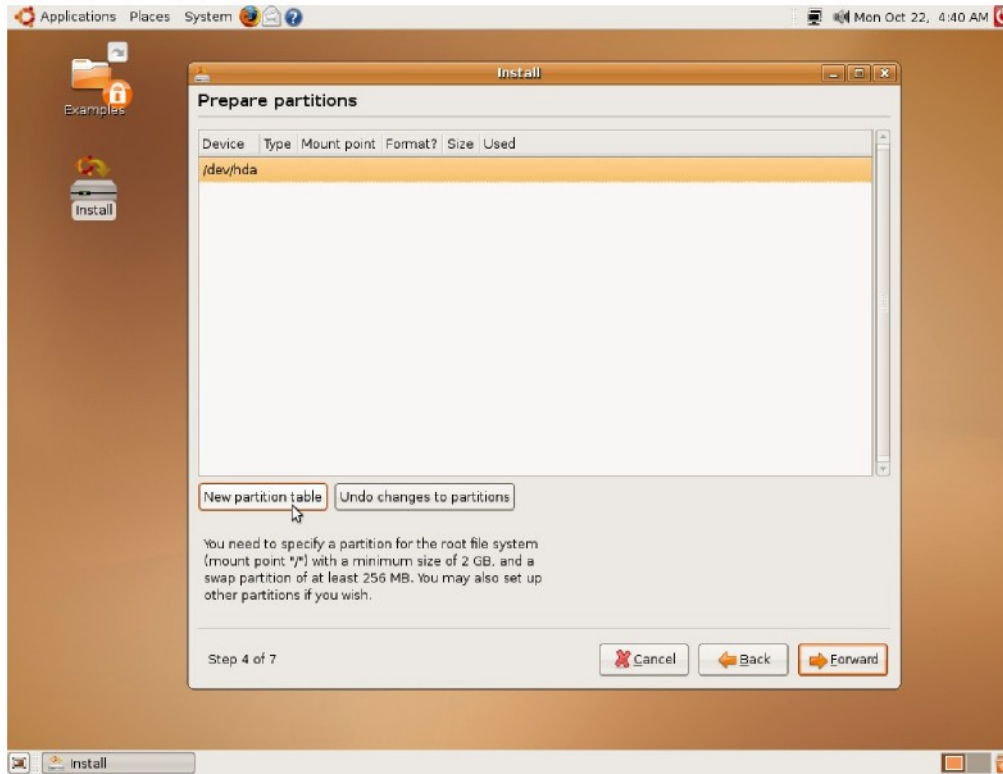 Applications Places System
Mon Oct 22, 4:40 AM
Examples
Install
Install
Prepare partitions
Device Type Mount point Format? Size Used
/dev/hda
New partition table Undo changes to partitions
You need to specify a partition for the root file system
(mount point "/") with a minimum size of 2 GB, and a
swap partition of at least 256 MB. You may also set up
other partitions if you wish.
Step 4 of 7
Cancel Back Forward
Install